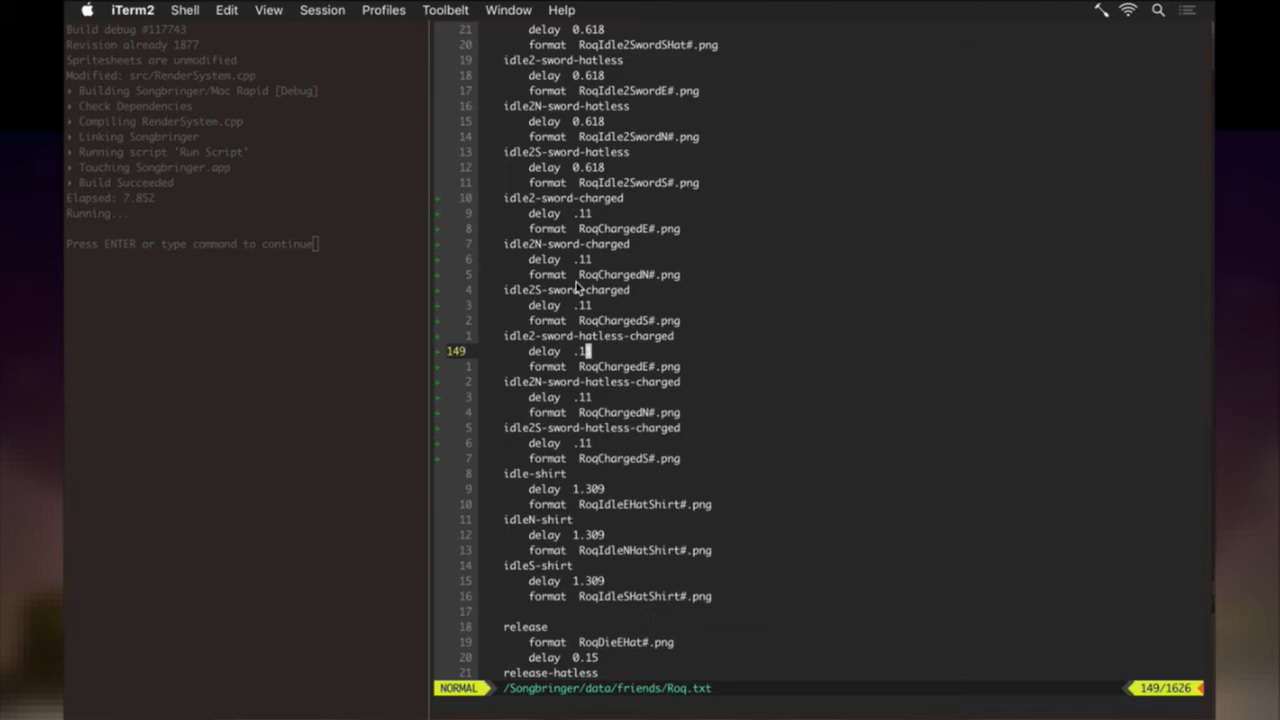 iTerm2 Shell Edit View Session Profiles Toolbelt Window Help
Build debug #117743
Revision already 1877
Spritesheets are unmodified
Modified: src/RenderSystem.cpp
▸ Building Songbringer/Mac Rapid [Debug]
▸ Check Dependencies
▸ Compiling RenderSystem.cpp
▸ Linking Songbringer
▸ Running script 'Run Script'
▸ Touching Songbringer.app
▸ Build Succeeded
Elapsed: 7.852
Running...
Press ENTER or type command to continue
21 delay 0.618
20 format RoqIdle2SwordSHat#.png
19 idle2-sword-hatless
18 delay 0.618
17 format RoqIdle2SwordE#.png
16 idle2N-sword-hatless
15 delay 0.618
14 format RoqIdle2SwordN#.png
13 idle2S-sword-hatless
12 delay 0.618
11 format RoqIdle2SwordS#.png
+ 10 idle2-sword-charged
+ 9 delay .11
+ 8 format RoqChargedE#.png
+ 7 idle2N-sword-charged
+ 6 delay .11
+ 5 format RoqChargedN#.png
+ 4 idle2S-sword-charged
+ 3 delay .11
+ 2 format RoqChargedS#.png
+ 1 idle2-sword-hatless-charged
+ 149 delay .1
+ 1 format RoqChargedE#.png
+ 2 idle2N-sword-hatless-charged
+ 3 delay .11
+ 4 format RoqChargedN#.png
+ 5 idle2S-sword-hatless-charged
+ 6 delay .11
+ 7 format RoqChargedS#.png
8 idle-shirt
9 delay 1.309
10 format RoqIdleEHatShirt#.png
11 idleN-shirt
12 delay 1.309
13 format RoqIdleNHatShirt#.png
14 idleS-shirt
15 delay 1.309
16 format RoqIdleSHatShirt#.png
17
18 release
19 format RoqDieEHat#.png
20 delay 0.15
21 release-hatless
NORMAL /Songbringer/data/friends/Roq.txt 149/1626